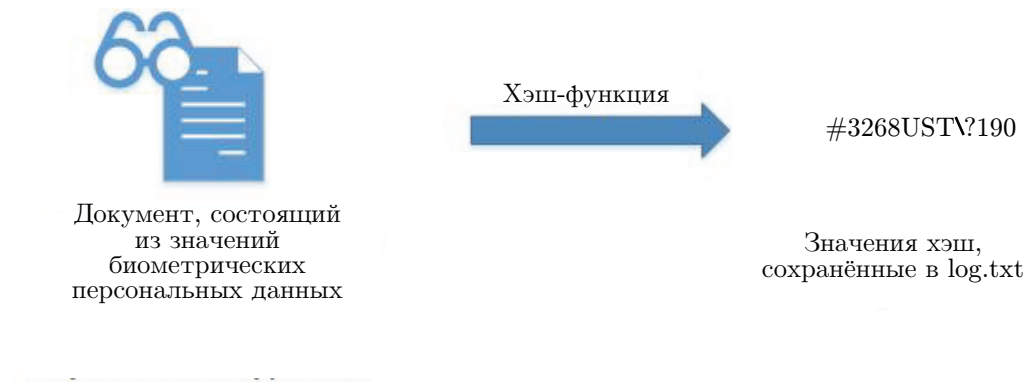 Хэш-функция
#3268UST\?190
Документ, состоящий
из значений
биометрических
персональных данных
Значения хэш,
сохранённые в log.txt